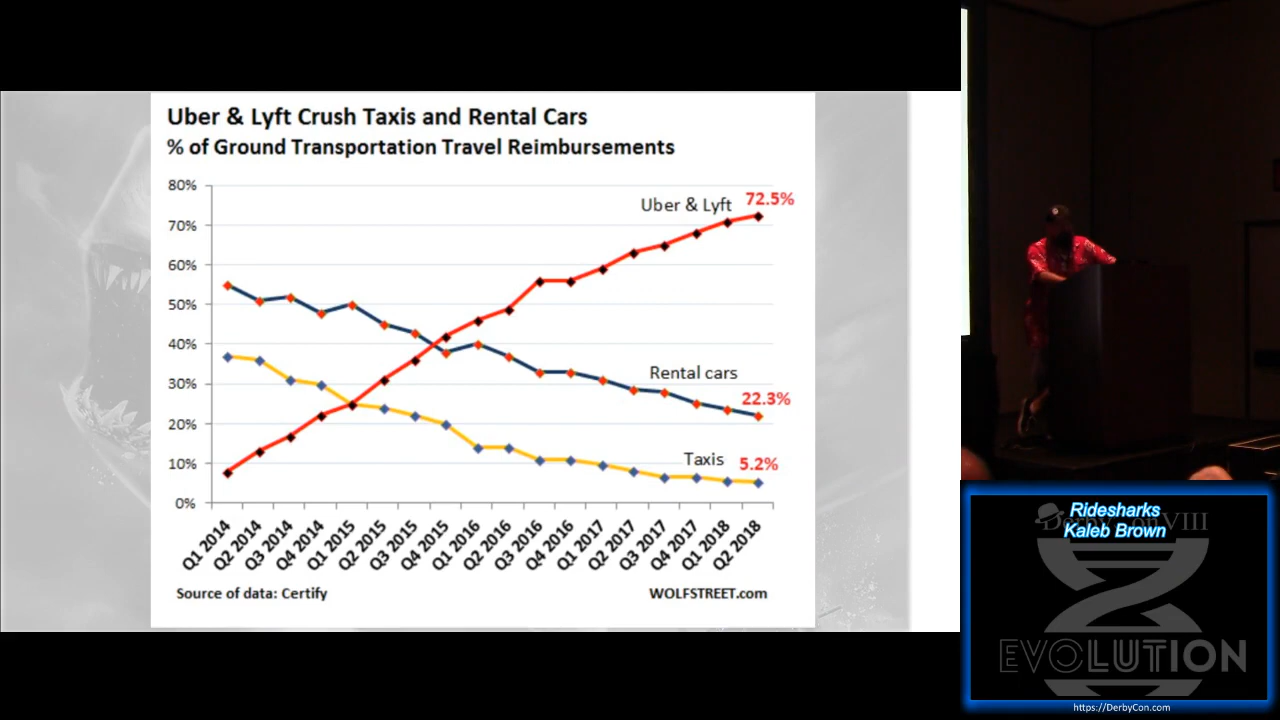 Uber & Lyft Crush Taxis and Rental Cars
% of Ground Transportation Travel Reimbursements
80%
70%
60%
50%
40%
30%
20%
10%
0%
Uber & Lyft
72.5%
Rental cars
22.3%
Taxis
5.2%
Q1 2014
Q2 2014
Q3 2014
Q4 2014
Q1 2015
Q2 2015
Q3 2015
Q4 2015
Q1 2016
Q2 2016
Q3 2016
Q4 2016
Q1 2017
Q2 2017
Q3 2017
Q4 2017
Q1 2018
Q2 2018
Source of data: Certify
WOLFSTREET.com
Ridesharks
DerbyCon VIII
Kaleb Brown
EVOLUTION
https://DerbyCon.com